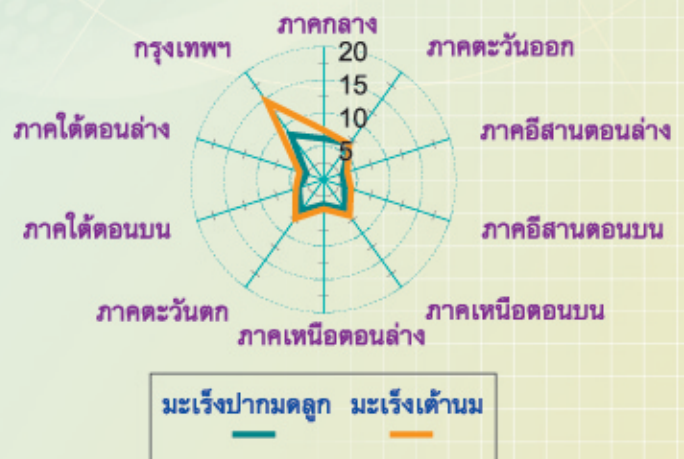 ภาคกลาง
กรุงเทพฯ
20
ภาคตะวันออก
15
10
ภาคใต้ตอนล่าง
5
ภาคอีสานตอนล่าง
ภาคใต้ตอนบน
ภาคอีสานตอนบน
ภาคตะวันตก
ภาคเหนือตอนบน
ภาคเหนือตอนล่าง
มะเร็งปากมดลูก มะเร็งเต้านม